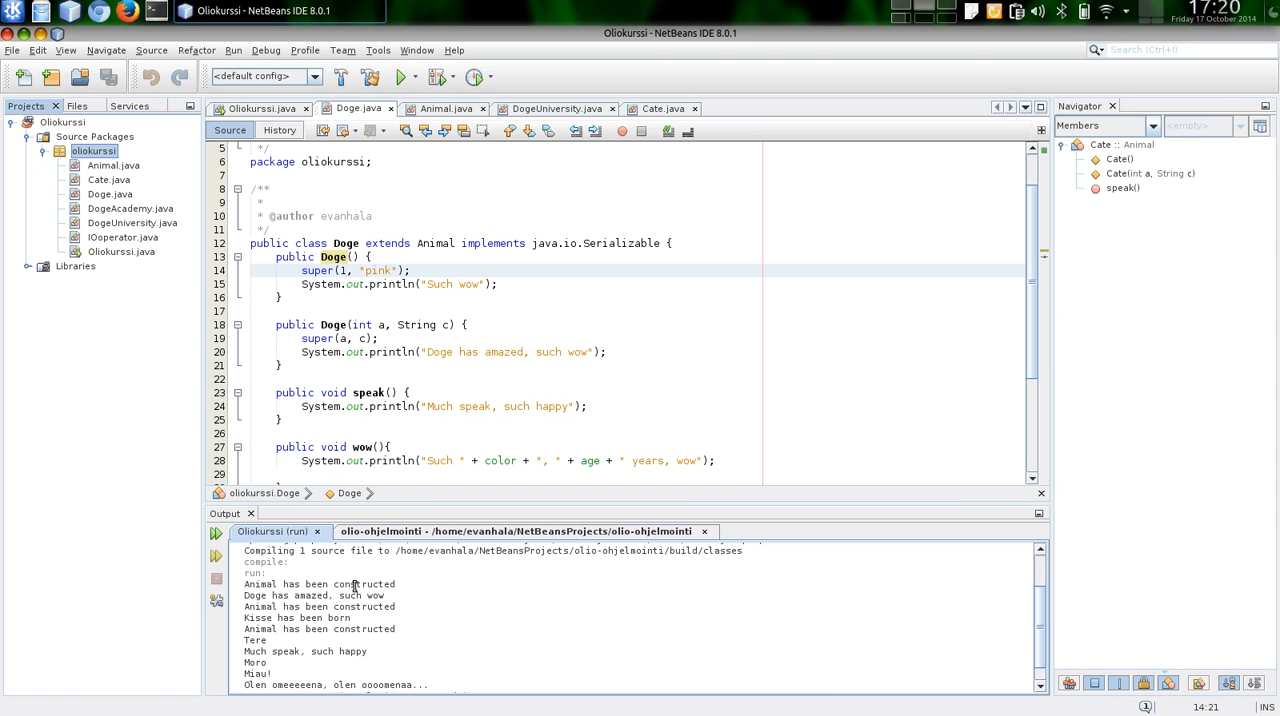 Oliokurssi - NetBeans IDE 8.0.1
17:20
Friday 17 October 2014
Oliokurssi - NetBeans IDE 8.0.1
File Edit View Navigate Source Refactor Run Debug Profile Team Tools Window Help
Search (Ctrl+I)
<default config>
Projects Files Services
Oliokurssi
Source Packages
oliokurssi
Animal.java
Cate.java
Doge.java
DogeAcademy.java
DogeUniversity.java
IOoperator.java
Oliokurssi.java
Libraries
Oliokurssi.java Doge.java Animal.java DogeUniversity.java Cate.java
Source History
5 */
6 package oliokurssi;
7
8 /**
9 *
10 * @author evanhala
11 */
12 public class Doge extends Animal implements java.io.Serializable {
13 public Doge() {
14 super(1, "pink");
15 System.out.println("Such wow");
16 }
17
18 public Doge(int a, String c) {
19 super(a, c);
20 System.out.println("Doge has amazed, such wow");
21 }
22
23 public void speak() {
24 System.out.println("Much speak, such happy");
25 }
26
27 public void wow(){
28 System.out.println("Such " + color + ", " + age + " years, wow");
29
oliokurssi.Doge Doge
Output
Oliokurssi (run) olio-ohjelmointi - /home/evanhala/NetBeansProjects/olio-ohjelmointi
Compiling 1 source file to /home/evanhala/NetBeansProjects/olio-ohjelmointi/build/classes
compile:
run:
Animal has been constructed
Doge has amazed, such wow
Animal has been constructed
Kisse has been born
Animal has been constructed
Tere
Much speak, such happy
Moro
Miau!
Olen omeeeeena, olen oooomenaa...
Navigator
Members <empty>
Cate :: Animal
Cate()
Cate(int a, String c)
speak()
1 14:21 INS